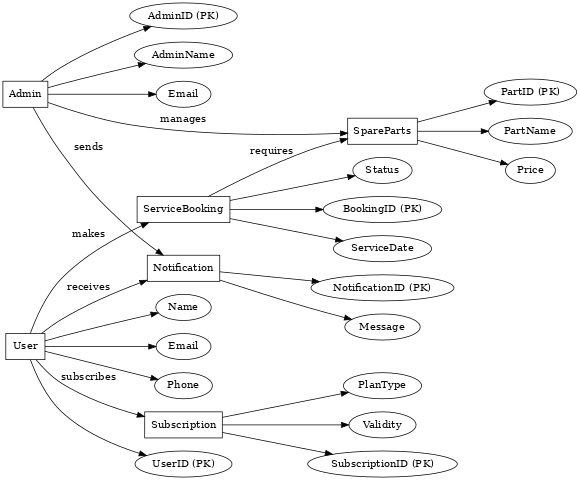 AdminID (PK)
AdminName
Email
Admin
manages
PartID (PK)
PartName
Price
SpareParts
sends
requires
Status
ServiceBooking
BookingID (PK)
ServiceDate
makes
Notification
NotificationID (PK)
receives
Name
Message
User
Email
Phone
subscribes
PlanType
Subscription
Validity
UserID (PK)
SubscriptionID (PK)